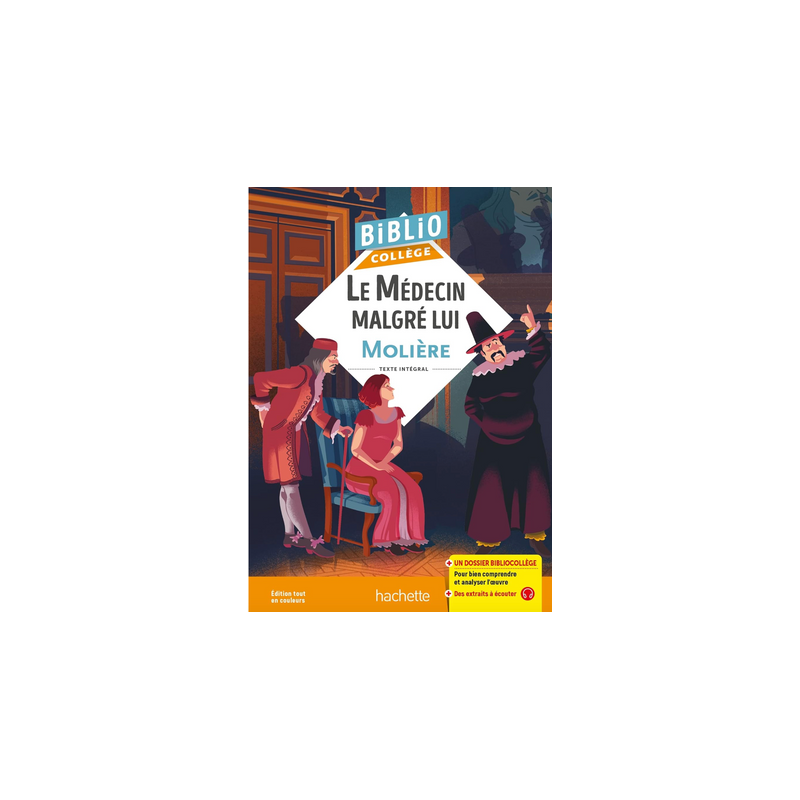 BiBLiO
COLLÈGE
LE MÉDECIN
MALGRÉ LUI
MOLIÈRE
TEXTE INTÉGRAL
+ UN DOSSIER BIBLIOCOLLÈGE
Pour bien comprendre
et analyser l'œuvre
+ Des extraits à écouter
Édition tout
en couleurs
hachette